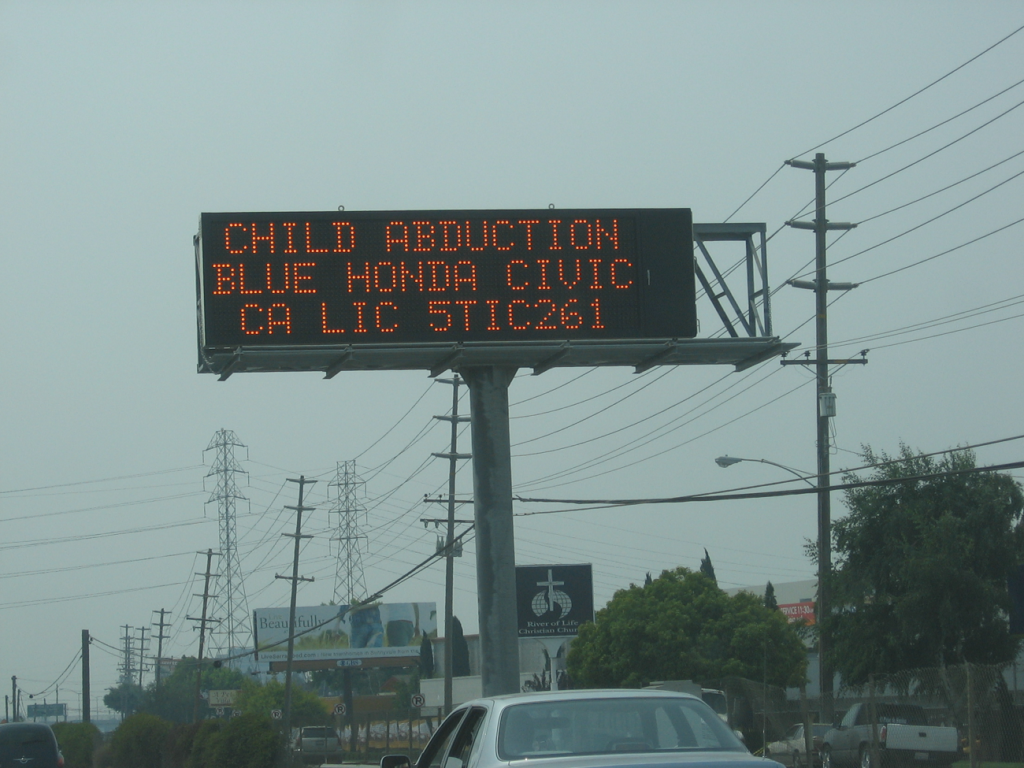 CHILD ABDUCTION
BLUE HONDA CIVIC
CA LIC 5TIC261
River of Life
Christian Church
Beautifully